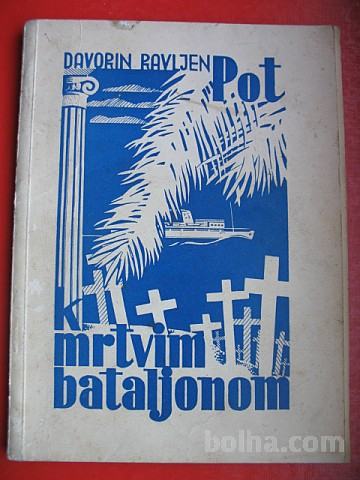 DAVORIN RAVLJEN
Pot
k
mrtvim
bataljonom
bolha.com